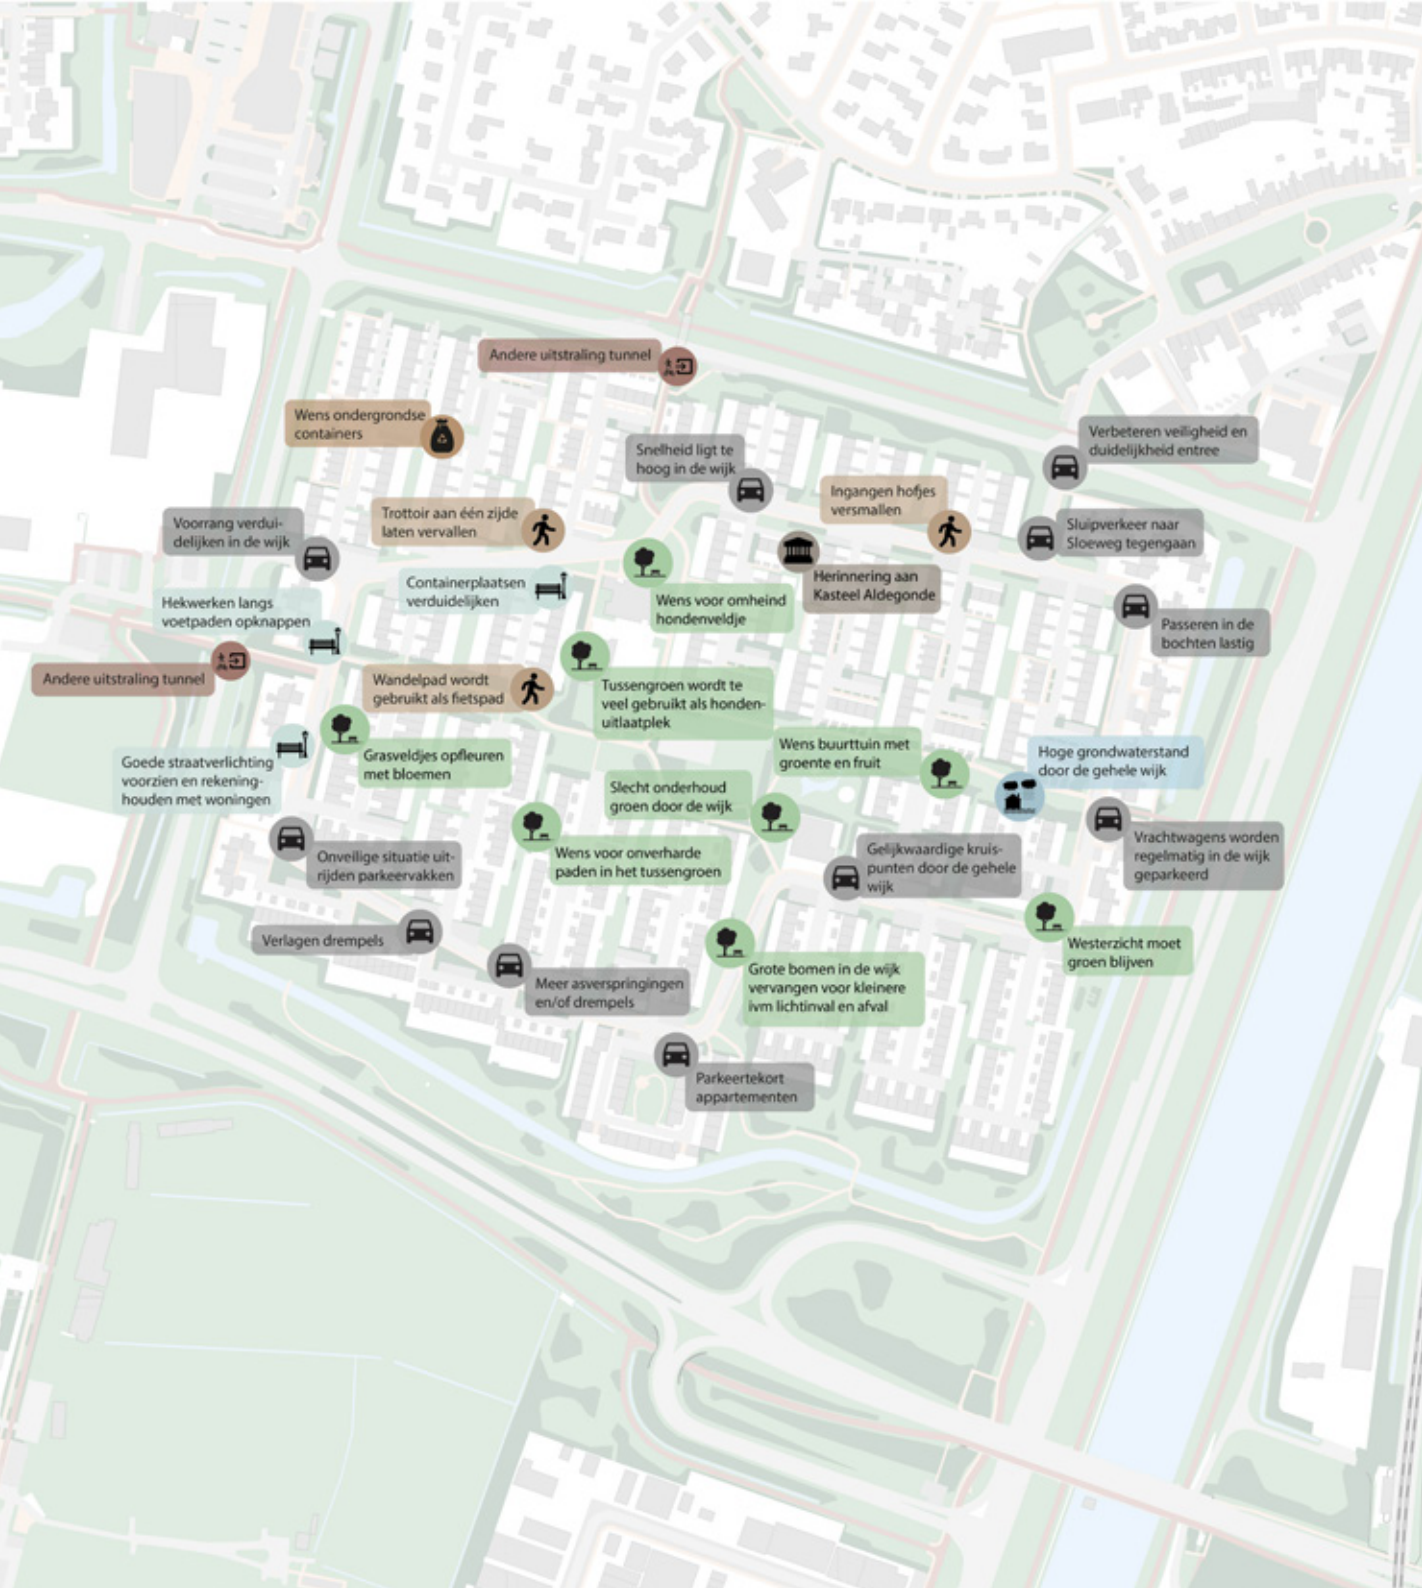 Andere uitstraling tunnel
Wens ondergrondse
containers
Snelheid ligt te
hoog in de wijk
Verbeteren veiligheid en
duidelijkheid entree
Ingangen hofjes
versmallen
Trottoir aan één zijde
laten vervallen
Voorrang verdui-
delijken in de wijk
Sluipverkeer naar
Sloeweg tegengaan
Containerplaatsen
verduidelijken
Herinnering aan
Kasteel Aldegonde
Hekwerken langs
voetpaden opknappen
Wens voor omheind
hondenveldje
Passeren in de
bochten lastig
Andere uitstraling tunnel
Wandelpad wordt
gebruikt als fietspad
Tussengroen wordt te
veel gebruikt als honden-
uitlaatplek
Grasveldjes opfleuren
met bloemen
Wens buurttuin met
groente en fruit
Hoge grondwaterstand
door de gehele wijk
Goede straatverlichting
voorzien en rekening-
houden met woningen
Slecht onderhoud
groen door de wijk
Onveilige situatie uit-
rijden parkeervakken
Wens voor onverharde
paden in het tussengroen
Gelijkwaardige kruis-
punten door de gehele
wijk
Vrachtwagens worden
regelmatig in de wijk
geparkeerd
Verlagen drempels
Westerzicht moet
groen blijven
Meer asverspringingen
en/of drempels
Grote bomen in de wijk
vervangen voor kleinere
ivm lichtinval en afval
Parkeertekort
appartementen